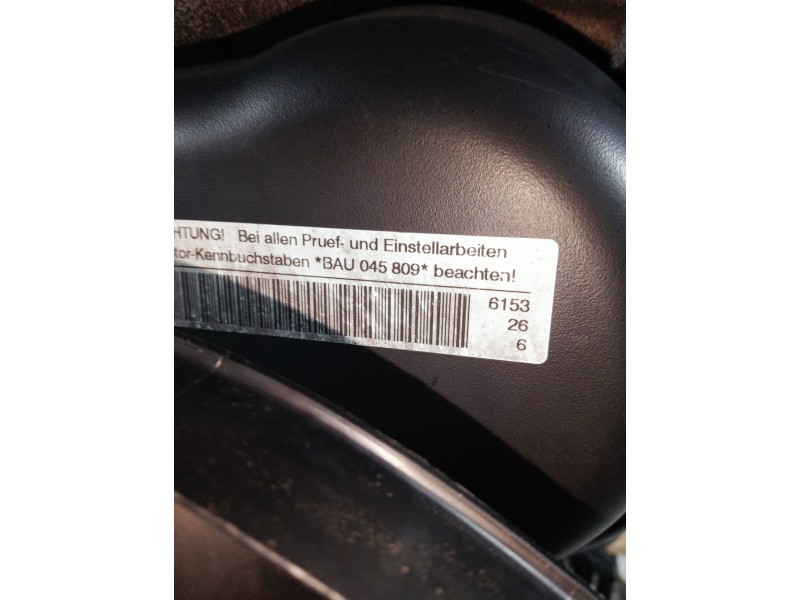 HTUNG! Bei allen Pruef- und Einstellarbeiten
tor-Kennbuchstaben *BAU 045 809* beachten!
6153
26
6